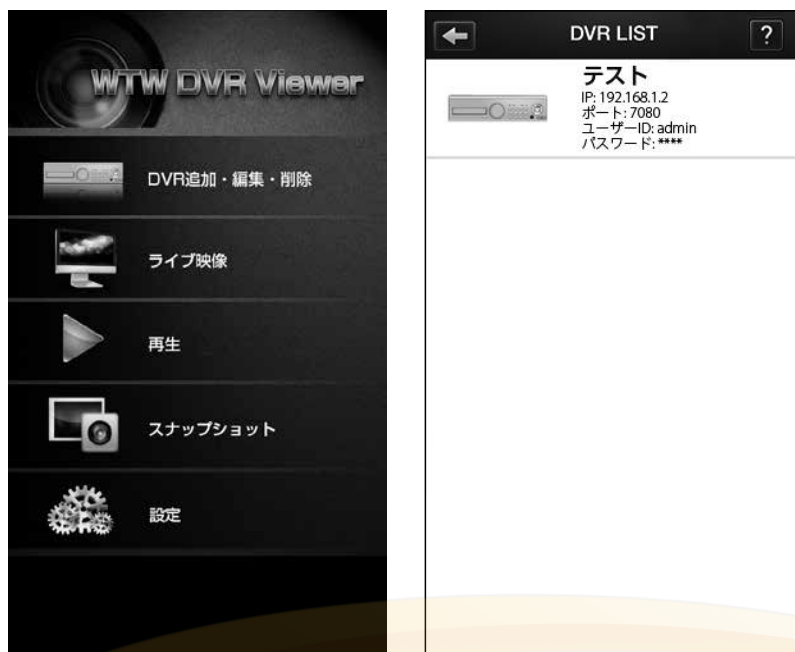 WTW DVR Viewer
DVR追加・編集・削除
ライブ映像
再生
スナップショット
設定
DVR LIST
?
テスト
IP: 192.168.1.2
ポート: 7080
ユーザーID: admin
パスワード: ****